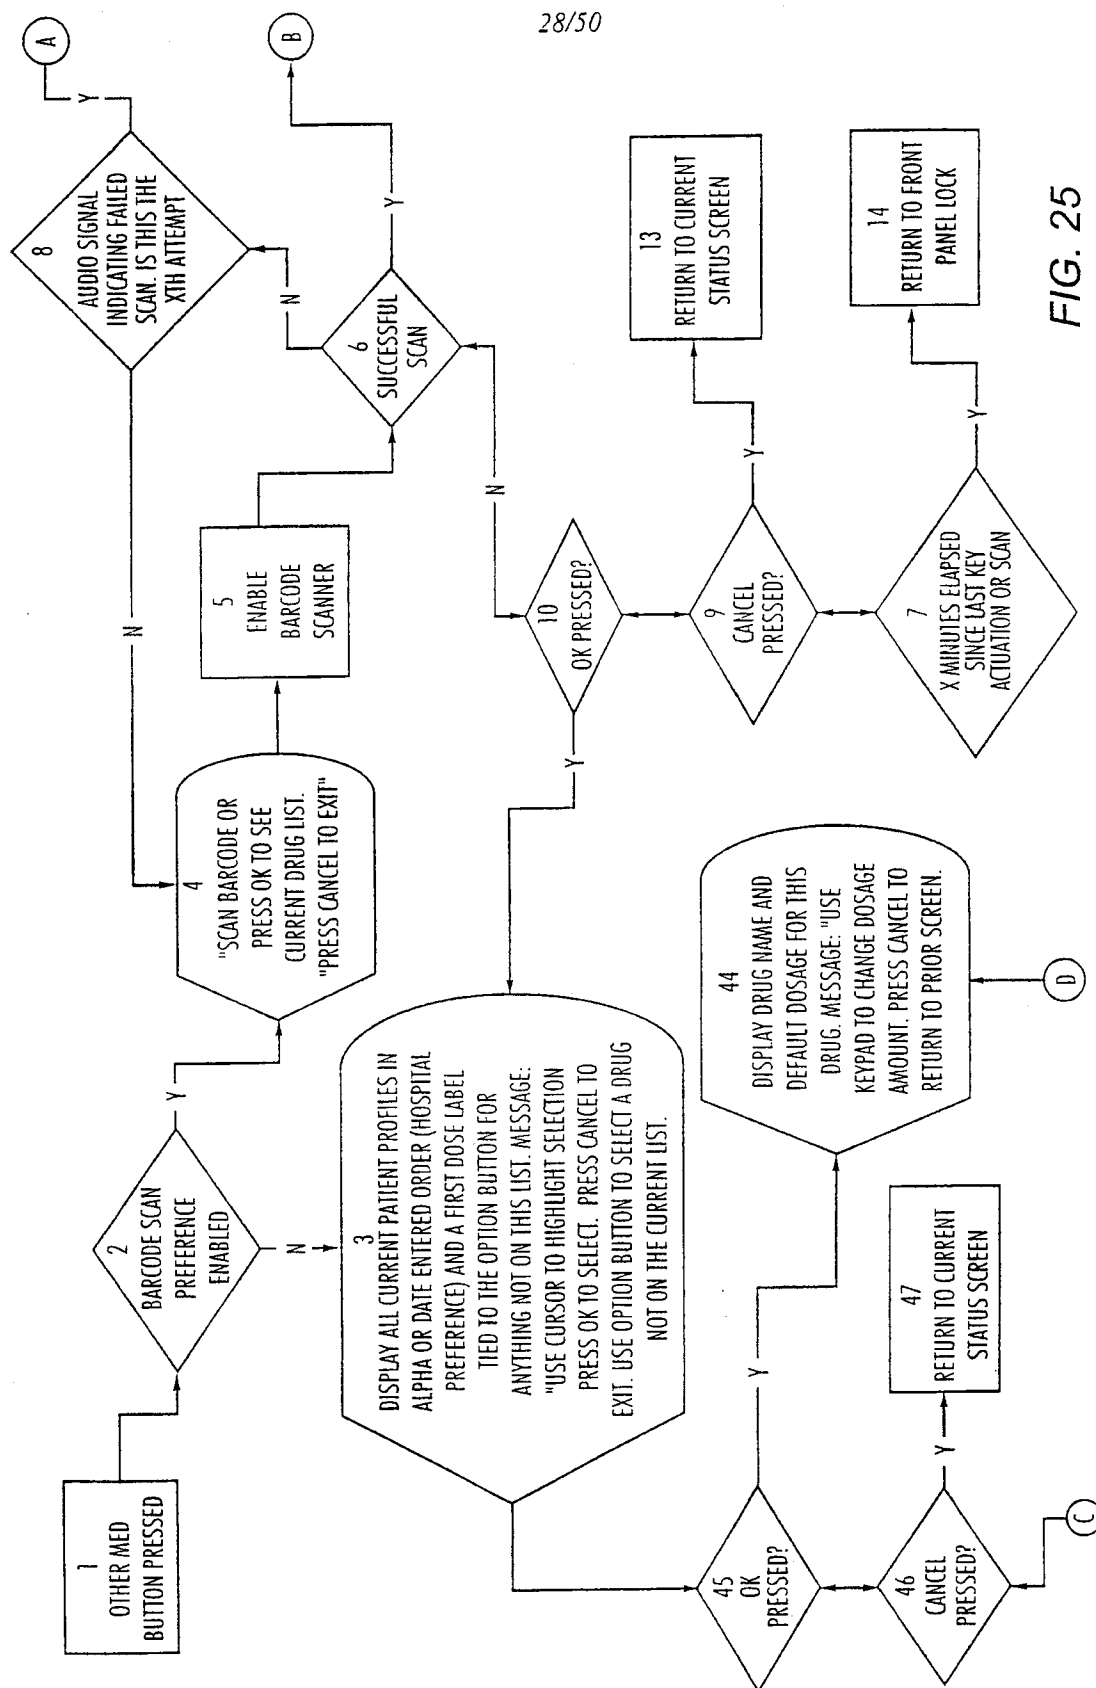 28/50
1
OTHER MED
BUTTON PRESSED
2
BARCODE SCAN
PREFERENCE
ENABLED
Y
N
3
DISPLAY ALL CURRENT PATIENT PROFILES IN
ALPHA OR DATE ENTERED ORDER (HOSPITAL
PREFERENCE) AND A FIRST DOSE LABEL
TIED TO THE OPTION BUTTON FOR
ANYTHING NOT ON THIS LIST. MESSAGE:
"USE CURSOR TO HIGHLIGHT SELECTION
PRESS OK TO SELECT. PRESS CANCEL TO
EXIT. USE OPTION BUTTON TO SELECT A DRUG
NOT ON THE CURRENT LIST.
4
"SCAN BARCODE OR
PRESS OK TO SEE
CURRENT DRUG LIST.
"PRESS CANCEL TO EXIT"
5
ENABLE
BARCODE
SCANNER
6
SUCCESSFUL
SCAN
N
Y
8
AUDIO SIGNAL
INDICATING FAILED
SCAN. IS THIS THE
XTH ATTEMPT
N
Y
A
B
N
10
OK PRESSED?
Y
9
CANCEL
PRESSED?
Y
13
RETURN TO CURRENT
STATUS SCREEN
7
X MINUTES ELAPSED
SINCE LAST KEY
ACTUATION OR SCAN
Y
14
RETURN TO FRONT
PANEL LOCK
45
OK
PRESSED?
Y
44
DISPLAY DRUG NAME AND
DEFAULT DOSAGE FOR THIS
DRUG. MESSAGE: "USE
KEYPAD TO CHANGE DOSAGE
AMOUNT. PRESS CANCEL TO
RETURN TO PRIOR SCREEN.
D
46
CANCEL
PRESSED?
Y
47
RETURN TO CURRENT
STATUS SCREEN
C
FIG. 25